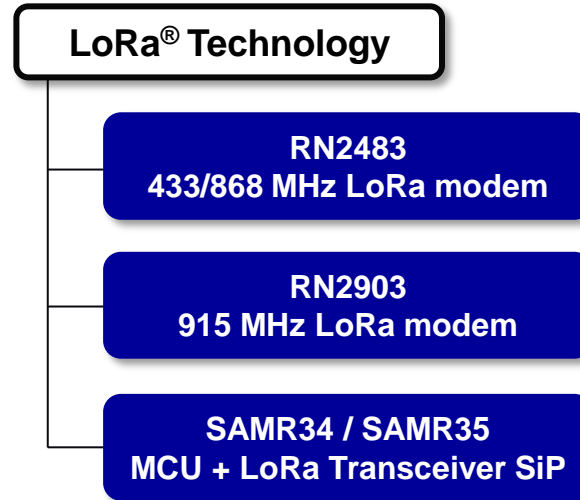 LoRa® Technology
RN2483
433/868 MHz LoRa modem
RN2903
915 MHz LoRa modem
SAMR34 / SAMR35
MCU + LoRa Transceiver SiP